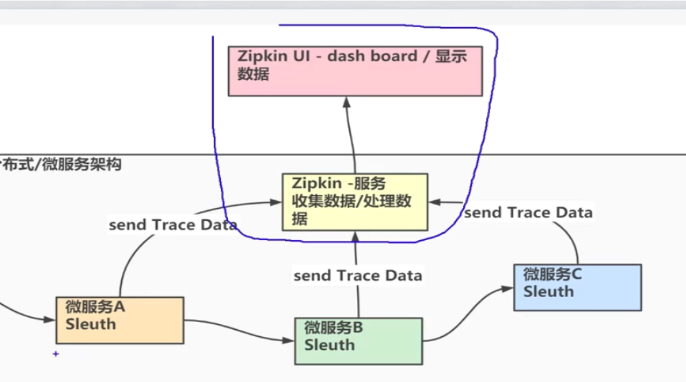 Zipkin UI - dash board / 显示
数据
布式/微服务架构
Zipkin -服务
收集数据/处理数
据
send Trace Data
send Trace Data
send Trace Data
微服务C
Sleuth
微服务A
Sleuth
微服务B
Sleuth